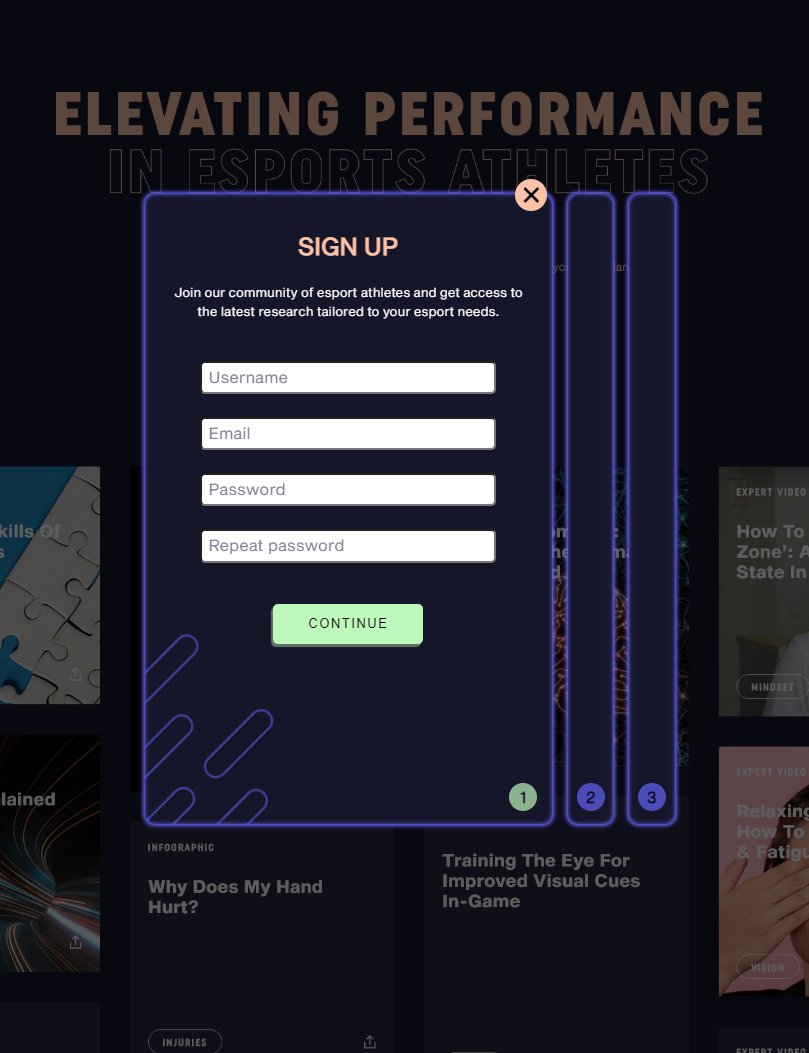 ELEVATING PERFORMANCE
IN ESPORTS ATHLETES
SIGN UP
Join our community of esport athletes and get access to
the latest research tailored to your esport needs.
Username
Email
Password
Repeat password
CONTINUE
1
2
3
Of
EXPERT VIDEO
How To
Zone': A
State In
MINDSET
EXPERT VIDEO
Relaxing
How To
& Fatigu
VISION
INFOGRAPHIC
Why Does My Hand
Hurt?
INJURIES
Training The Eye For
Improved Visual Cues
In-Game
EXPERT VIDEO